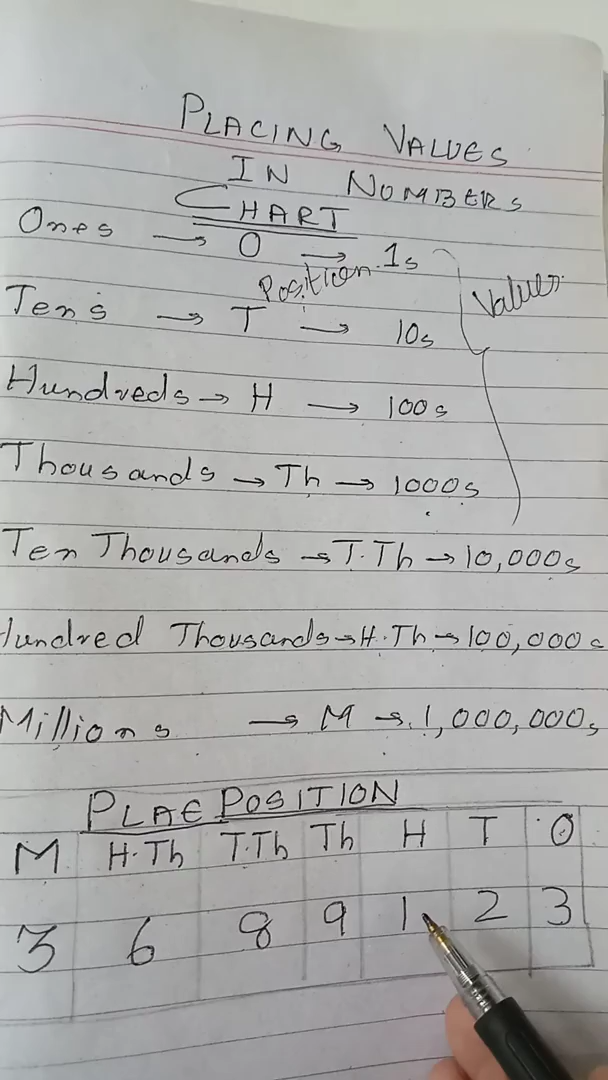 PLACING VALUES
IN NUMBERS
CHART
Ones → O → 1s
Position
Values
Tens → T → 10s
Hundreds → H → 100s
Thousands → Th → 1000s
Ten Thousands → T.Th → 10,000s
Hundred Thousands → H.Th → 100,000s
Millions → M → 1,000,000s
PLAE POSITION
M H.Th T.Th Th H T O
3 6 8 9 1 2 3